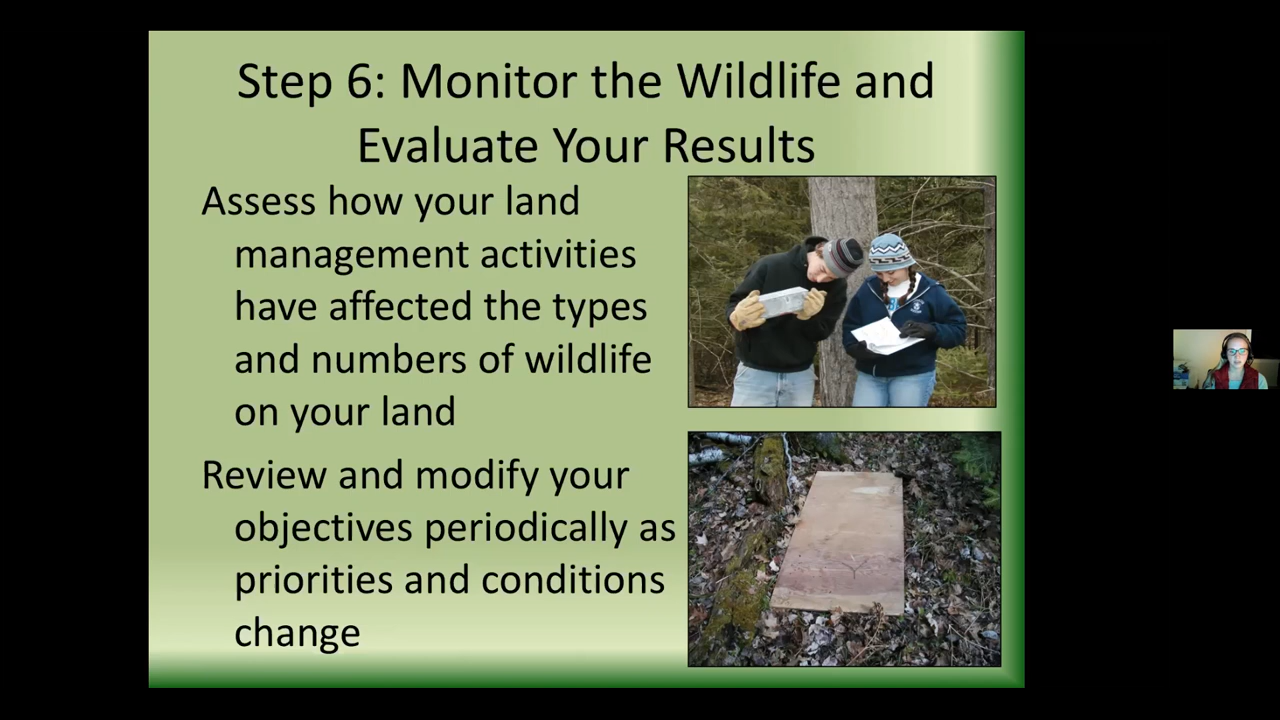 Step 6: Monitor the Wildlife and
Evaluate Your Results
Assess how your land
management activities
have affected the types
and numbers of wildlife
on your land
Review and modify your
objectives periodically as
priorities and conditions
change